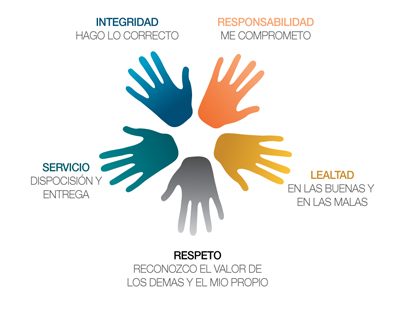 INTEGRIDAD
HAGO LO CORRECTO
RESPONSABILIDAD
ME COMPROMETO
SERVICIO
DISPOCISIÓN Y
ENTREGA
LEALTAD
EN LAS BUENAS Y
EN LAS MALAS
RESPETO
RECONOZCO EL VALOR DE
LOS DEMAS Y EL MIO PROPIO